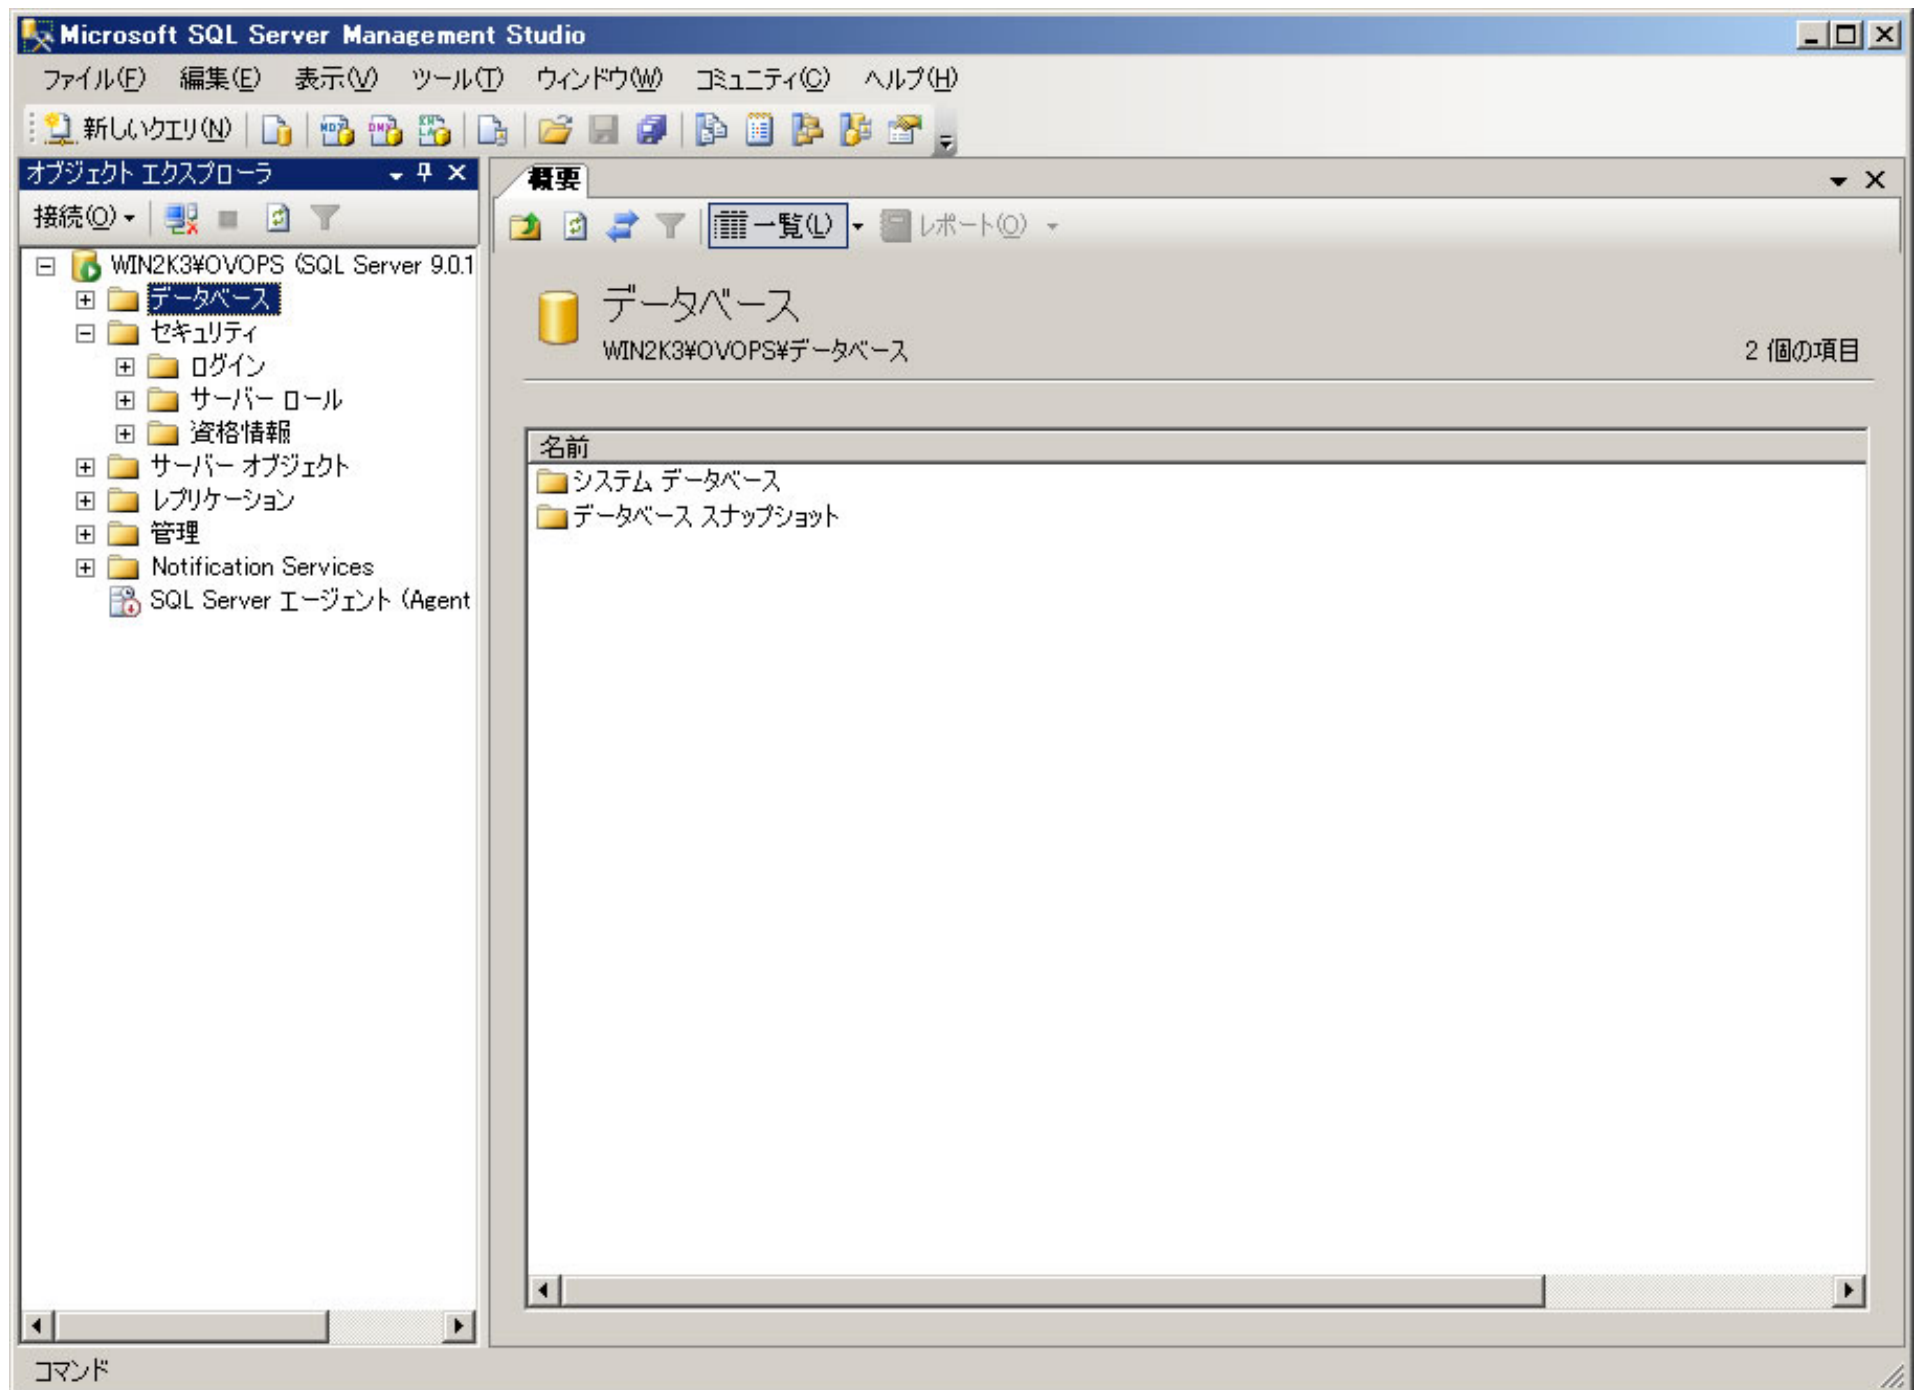 Microsoft SQL Server Management Studio
ファイル(F) 編集(E) 表示(V) ツール(T) ウィンドウ(W) コミュニティ(C) ヘルプ(H)
新しいクエリ(N)
オブジェクト エクスプローラ
接続(O)
WIN2K3¥OVOPS (SQL Server 9.0.1
データベース
セキュリティ
ログイン
サーバー ロール
資格情報
サーバー オブジェクト
レプリケーション
管理
Notification Services
SQL Server エージェント (Agent
概要
一覧(L) レポート(O)
データベース
WIN2K3¥OVOPS¥データベース
2 個の項目
名前
システム データベース
データベース スナップショット
コマンド